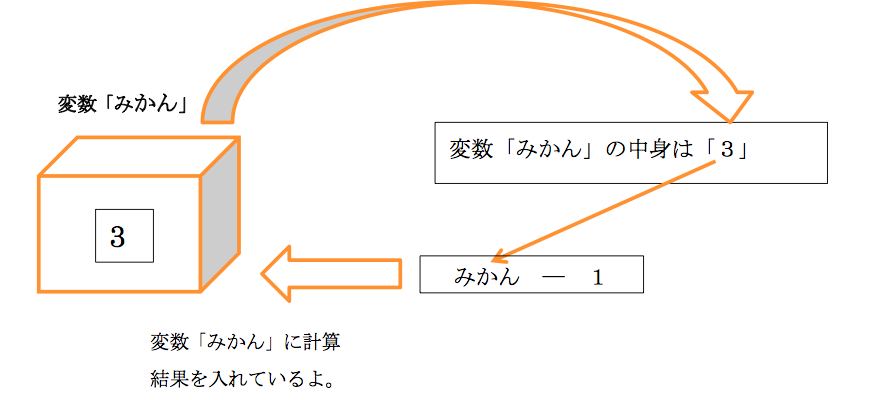 変数「みかん」
変数「みかん」の中身は「３」
３
みかん　―　１
変数「みかん」に計算
結果を入れているよ。